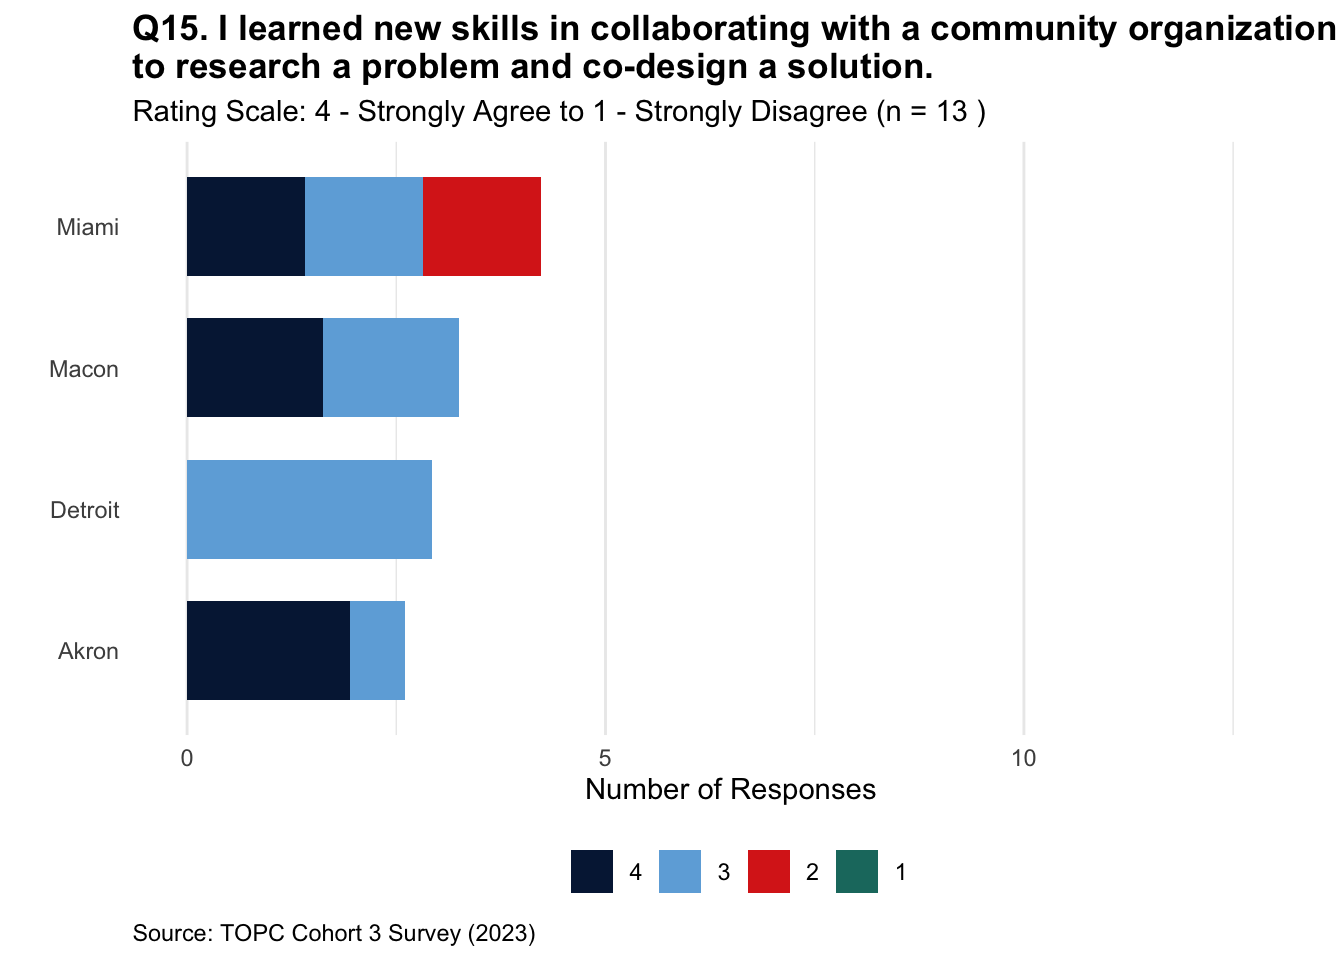 Q15. I learned new skills in collaborating with a community organization
to research a problem and co-design a solution.
Rating Scale: 4 - Strongly Agree to 1 - Strongly Disagree (n = 13 )
Miami
Macon
Detroit
Akron
0 5 10
Number of Responses
4 3 2 1
Source: TOPC Cohort 3 Survey (2023)